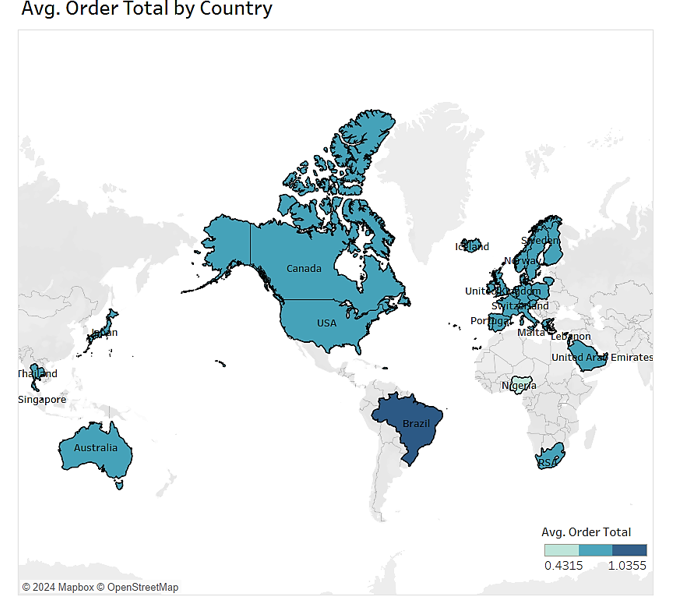 Avg. Order Total by Country
Iceland
Sweden
Norway
Canada
United Kingdom
Switzerland
USA
Portugal
Japan
Malta
Lebanon
United Arab Emirates
Thailand
Nigeria
Singapore
Brazil
Australia
RSA
Avg. Order Total
0.4315
1.0355
© 2024 Mapbox © OpenStreetMap